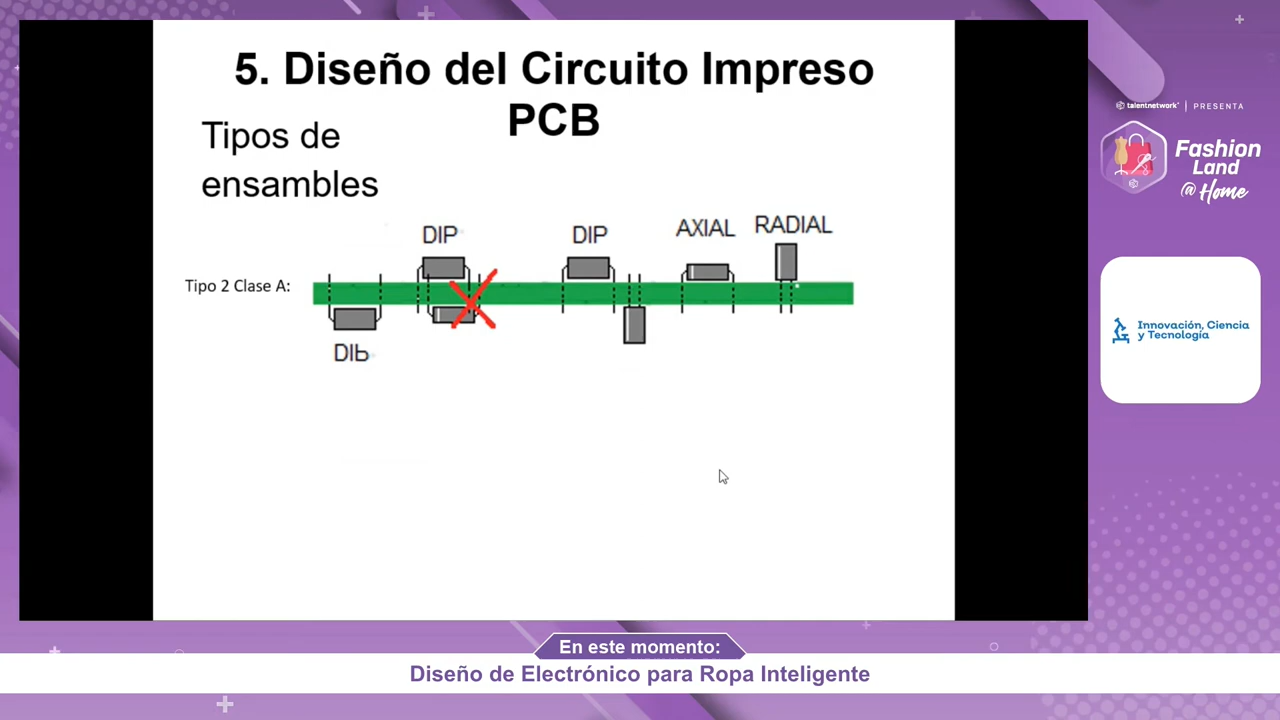 5. Diseño del Circuito Impreso
PCB
Tipos de
ensambles
DIP
DIP
AXIAL
RADIAL
Tipo 2 Clase A:
talentnetwork
PRESENTA
Fashion
Land
@ Home
Innovación, Ciencia
y Tecnología
En este momento:
Diseño de Electrónico para Ropa Inteligente